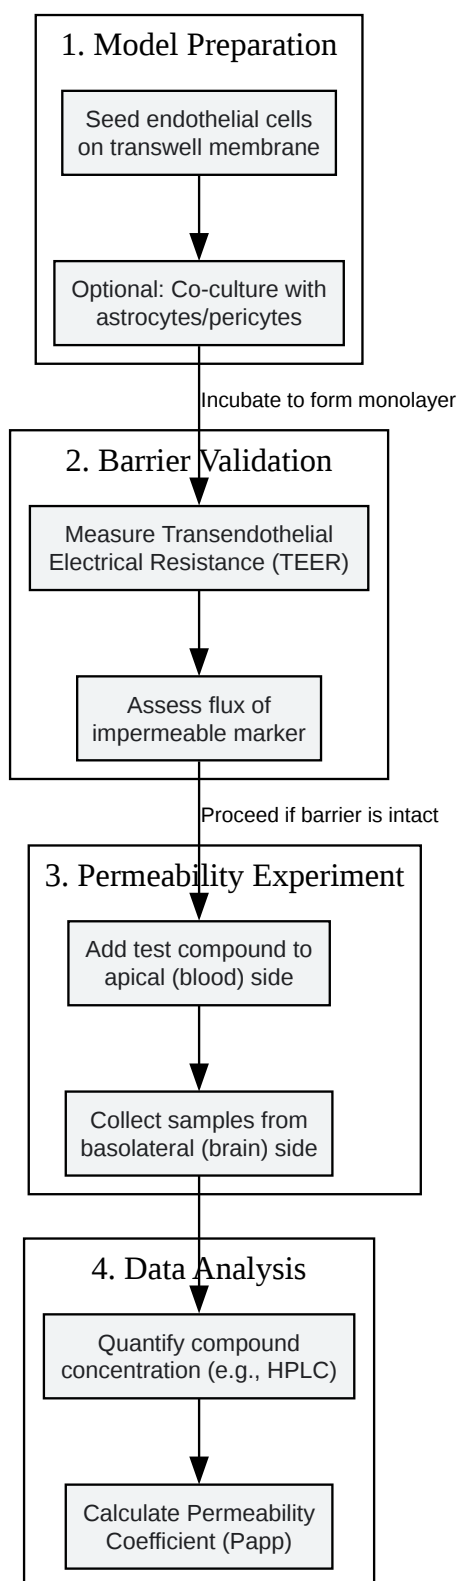 1. Model Preparation
Seed endothelial cells
on transwell membrane
Optional: Co-culture with
astrocytes/pericytes
Incubate to form monolayer
2. Barrier Validation
Measure Transendothelial
Electrical Resistance (TEER)
Assess flux of
impermeable marker
Proceed if barrier is intact
3. Permeability Experiment
Add test compound to
apical (blood) side
Collect samples from
basolateral (brain) side
4. Data Analysis
Quantify compound
concentration (e.g., HPLC)
Calculate Permeability
Coefficient (Papp)